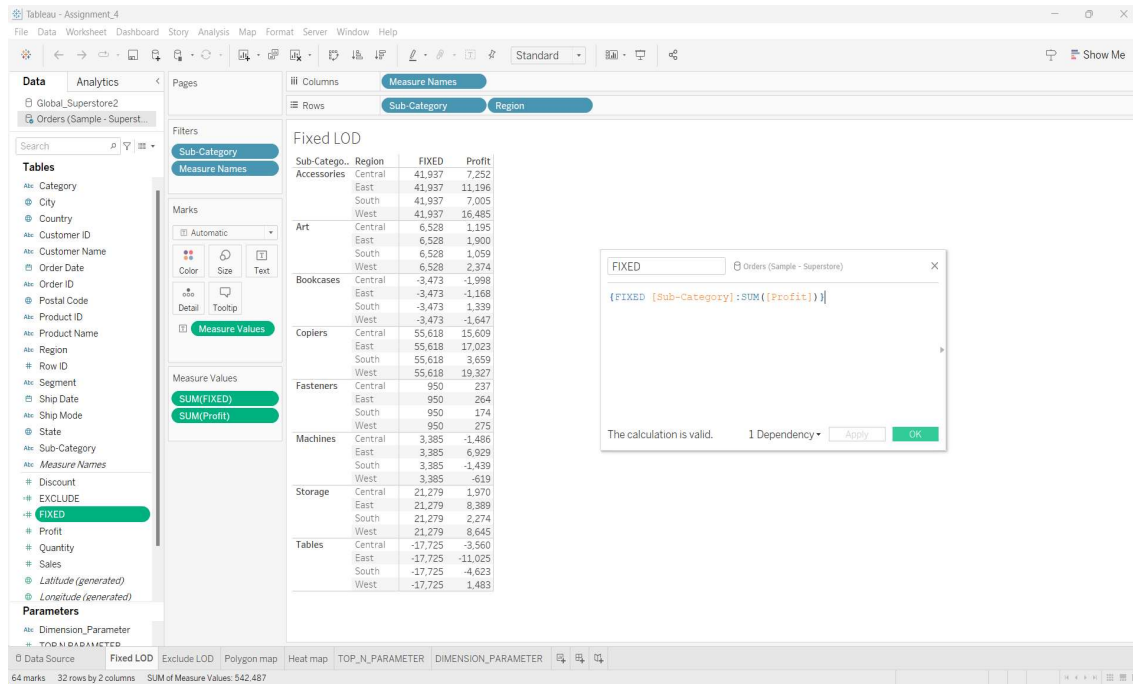 Tableau - Assignment_4
File Data Worksheet Dashboard Story Analysis Map Format Server Window Help
Standard
Show Me
Data Analytics
Global_Superstore2
Orders (Sample - Superst...
Search
Tables
Abc Category
City
Country
Abc Customer ID
Abc Customer Name
Order Date
Abc Order ID
Postal Code
Abc Product ID
Abc Product Name
Abc Region
# Row ID
Abc Segment
Ship Date
Abc Ship Mode
State
Abc Sub-Category
Abc Measure Names
# Discount
=# EXCLUDE
=# FIXED
# Profit
# Quantity
# Sales
Latitude (generated)
Longitude (generated)
Parameters
Abc Dimension_Parameter
# TOP N PARAMETER
Pages
Filters
Sub-Category
Measure Names
Marks
Automatic
Color Size Text
Detail Tooltip
Measure Values
Measure Values
SUM(FIXED)
SUM(Profit)
Columns Measure Names
Rows Sub-Category Region
Fixed LOD
Sub-Catego.. Region FIXED Profit
Accessories Central 41,937 7,252
East 41,937 11,196
South 41,937 7,005
West 41,937 16,485
Art Central 6,528 1,195
East 6,528 1,900
South 6,528 1,059
West 6,528 2,374
Bookcases Central -3,473 -1,998
East -3,473 -1,168
South -3,473 1,339
West -3,473 -1,647
Copiers Central 55,618 15,609
East 55,618 17,023
South 55,618 3,659
West 55,618 19,327
Fasteners Central 950 237
East 950 264
South 950 174
West 950 275
Machines Central 3,385 -1,486
East 3,385 6,929
South 3,385 -1,439
West 3,385 -619
Storage Central 21,279 1,970
East 21,279 8,389
South 21,279 2,274
West 21,279 8,645
Tables Central -17,725 -3,560
East -17,725 -11,025
South -17,725 -4,623
West -17,725 1,483
FIXED Orders (Sample - Superstore)
{FIXED [Sub-Category]:SUM([Profit])}
The calculation is valid. 1 Dependency Apply OK
Data Source Fixed LOD Exclude LOD Polygon map Heat map TOP_N_PARAMETER DIMENSION_PARAMETER
64 marks 32 rows by 2 columns SUM of Measure Values: 542,487